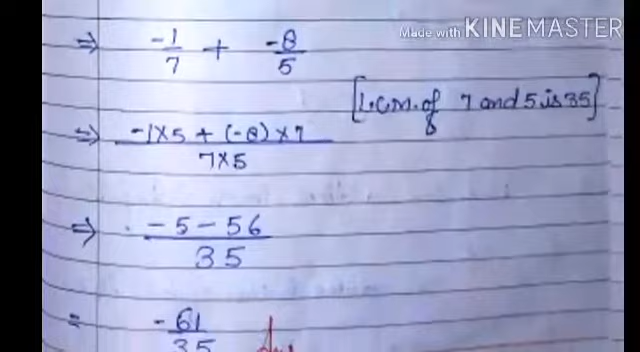 Made with KINEMASTER
⇒ -1/7 + -8/5
[L.C.M. of 7 and 5 is 35]
⇒ -1×5 + (-8) × 7 / 7×5
⇒ -5 - 56 / 35
= -61/35 Ans